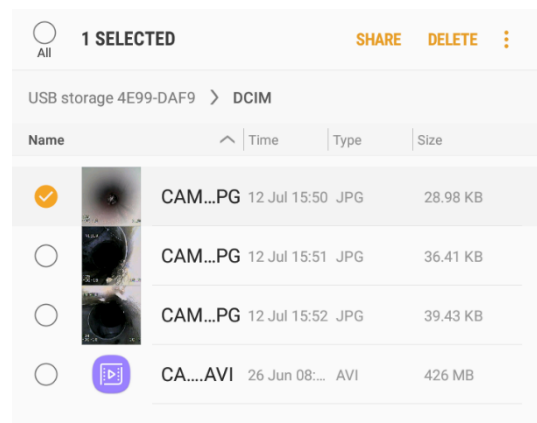 All 1 SELECTED SHARE DELETE
USB storage 4E99-DAF9 > DCIM
Name Time Type Size
CAM...PG 12 Jul 15:50 JPG 28.98 KB
CAM...PG 12 Jul 15:51 JPG 36.41 KB
CAM...PG 12 Jul 15:52 JPG 39.43 KB
CA....AVI 26 Jun 08:... AVI 426 MB